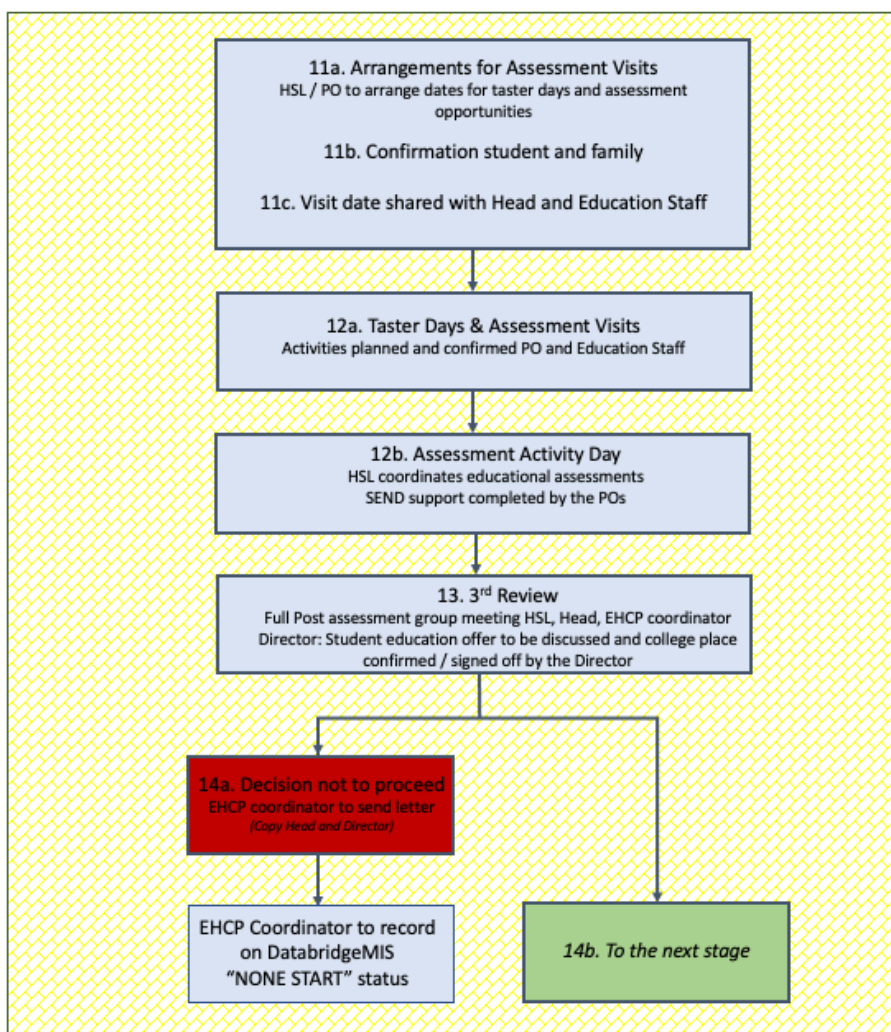 11a. Arrangements for Assessment Visits
HSL / PO to arrange dates for taster days and assessment
opportunities
11b. Confirmation student and family
11c. Visit date shared with Head and Education Staff
12a. Taster Days & Assessment Visits
Activities planned and confirmed PO and Education Staff
12b. Assessment Activity Day
HSL coordinates educational assessments
SEND support completed by the POs
13. 3rd Review
Full Post assessment group meeting HSL, Head, EHCP coordinator
Director: Student education offer to be discussed and college place
confirmed / signed off by the Director
14a. Decision not to proceed
EHCP coordinator to send letter
(Copy Head and Director)
EHCP Coordinator to record
on DatabridgeMIS
“NONE START” status
14b. To the next stage